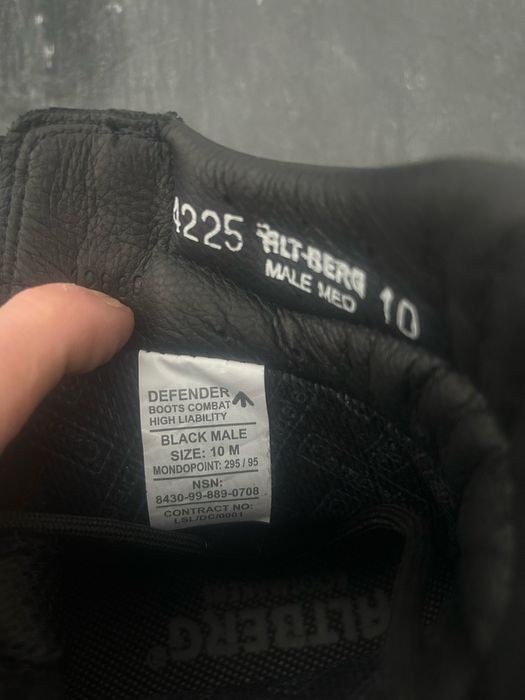 4225 ALT-BERG
MALE MED 10
DEFENDER
BOOTS COMBAT
HIGH LIABILITY
BLACK MALE
SIZE: 10 M
MONDOPOINT: 295 / 95
NSN:
8430-99-889-0708
CONTRACT NO:
LSL/DC/0001
ALTBERG®